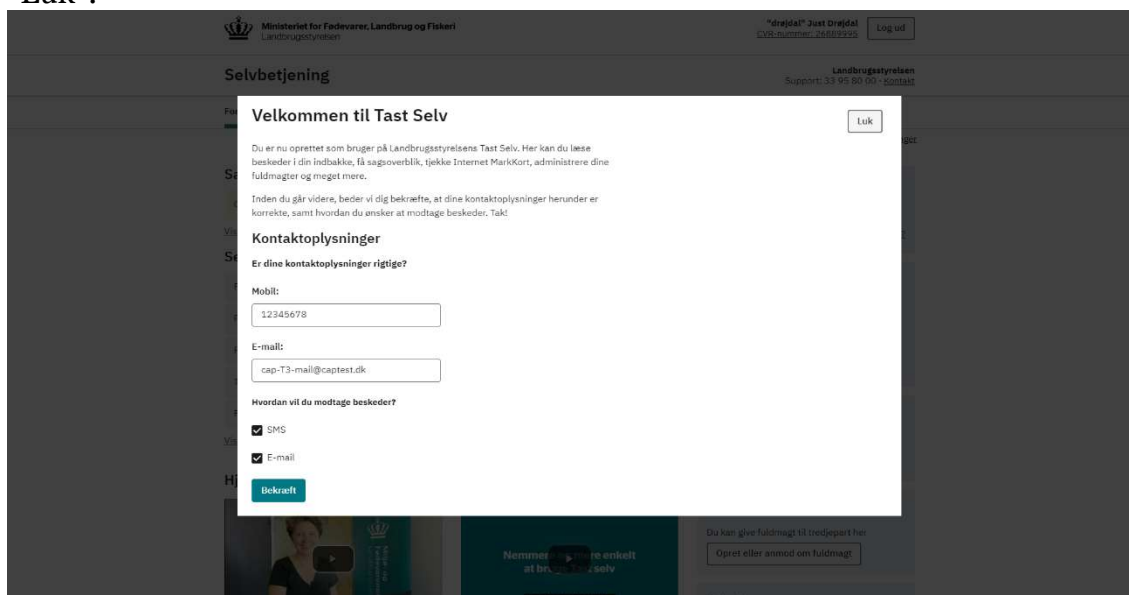 "Luk".
Ministeriet for Fødevarer, Landbrug og Fiskeri
Landbrugsstyrelsen
"drøjdal" Just Drøjdal
CVR-nummer: 26689995
Log ud
Selvbetjening
Landbrugsstyrelsen
Support: 33 95 80 00 - Kontakt
Velkommen til Tast Selv
Luk
Du er nu oprettet som bruger på Landbrugsstyrelsens Tast Selv. Her kan du læse
beskeder i din indbakke, få sagsoverblik, tjekke Internet MarkKort, administrere dine
fuldmagter og meget mere.
Inden du går videre, beder vi dig bekræfte, at dine kontaktoplysninger herunder er
korrekte, samt hvordan du ønsker at modtage beskeder. Tak!
Kontaktoplysninger
Er dine kontaktoplysninger rigtige?
Mobil:
12345678
E-mail:
cap-T3-mail@captest.dk
Hvordan vil du modtage beskeder?
SMS
E-mail
Bekræft
Du kan give fuldmagt til tredjepart her
Opret eller anmod om fuldmagt